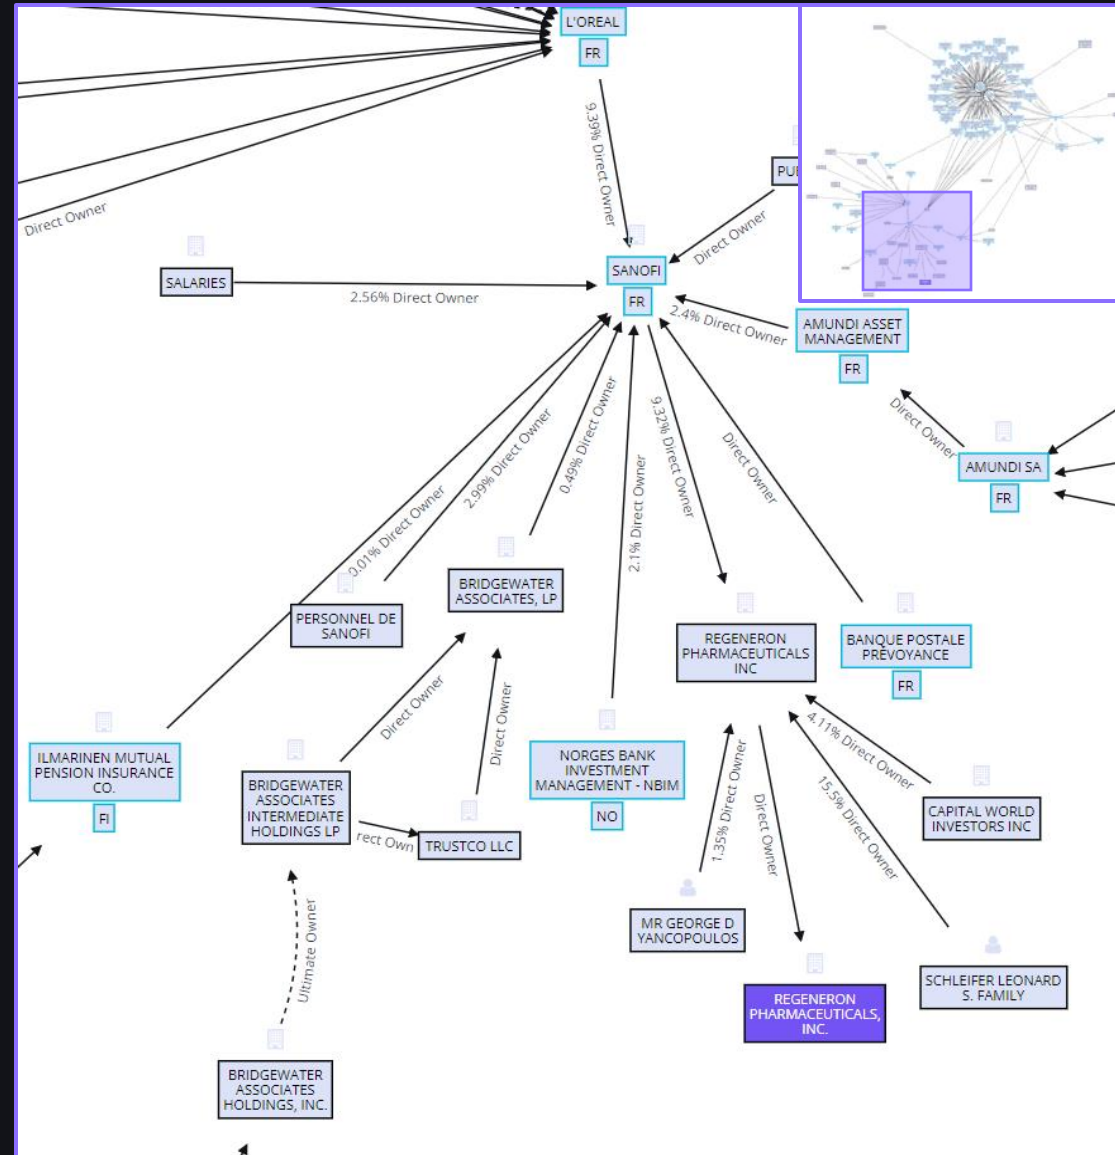 L'OREAL
FR
9.39% Direct Owner
Direct Owner
SALARIES
2.56% Direct Owner
Direct Owner
SANOFI
FR
2.4% Direct Owner
AMUNDI ASSET
MANAGEMENT
FR
Direct Owner
AMUNDI SA
FR
0.01% Direct Owner
2.99% Direct Owner
0.49% Direct Owner
2.1% Direct Owner
9.32% Direct Owner
Direct Owner
PERSONNEL DE
SANOFI
BRIDGEWATER
ASSOCIATES, LP
REGENERON
PHARMACEUTICALS
INC
BANQUE POSTALE
PRÉVOYANCE
FR
Direct Owner
Direct Owner
ILMARINEN MUTUAL
PENSION INSURANCE
CO.
FI
BRIDGEWATER
ASSOCIATES
INTERMEDIATE
HOLDINGS LP
rect Own
TRUSTCO LLC
NORGES BANK
INVESTMENT
MANAGEMENT - NBIM
NO
1.35% Direct Owner
Direct Owner
15.5% Direct Owner
4.11% Direct Owner
CAPITAL WORLD
INVESTORS INC
MR GEORGE D
YANCOPOULOS
SCHLEIFER LEONARD
S. FAMILY
REGENERON
PHARMACEUTICALS,
INC.
Ultimate Owner
BRIDGEWATER
ASSOCIATES
HOLDINGS, INC.